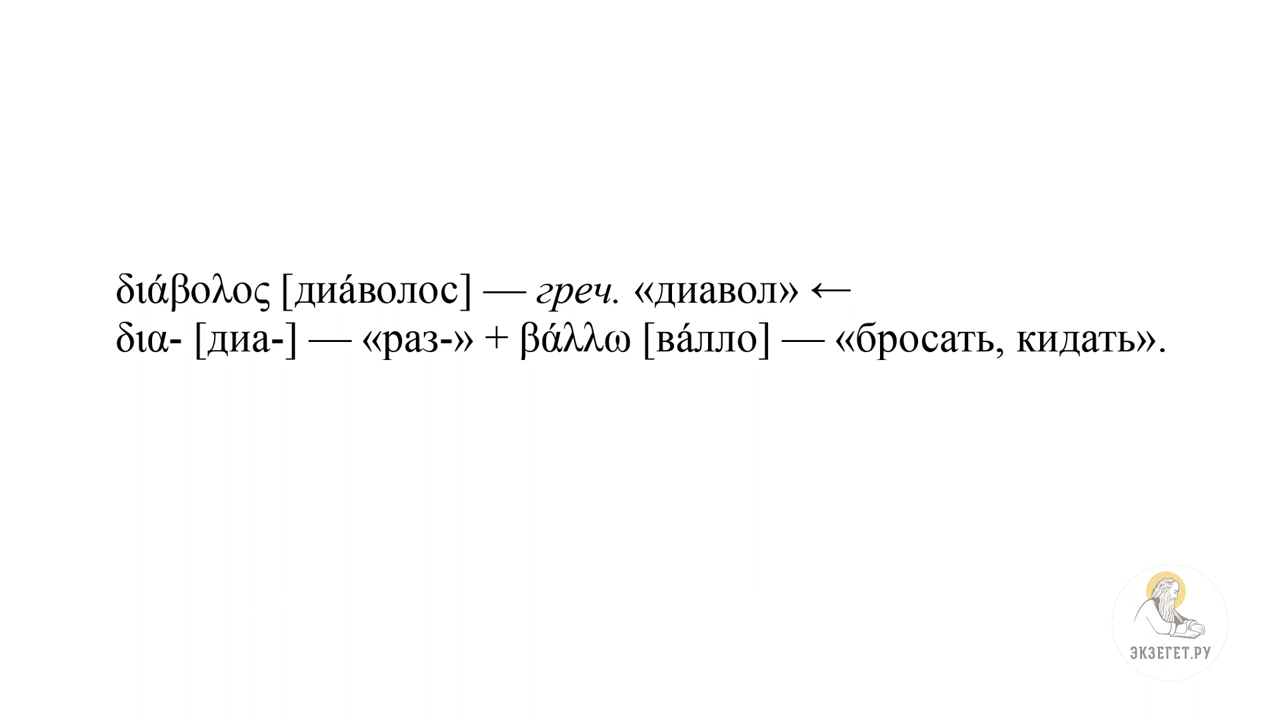 διάβολος [диáволос] — греч. «диавол» ←
δια- [диа-] — «раз-» + βάλλω [вáлло] — «бросать, кидать».
ЭКЗЕГЕТ.РУ